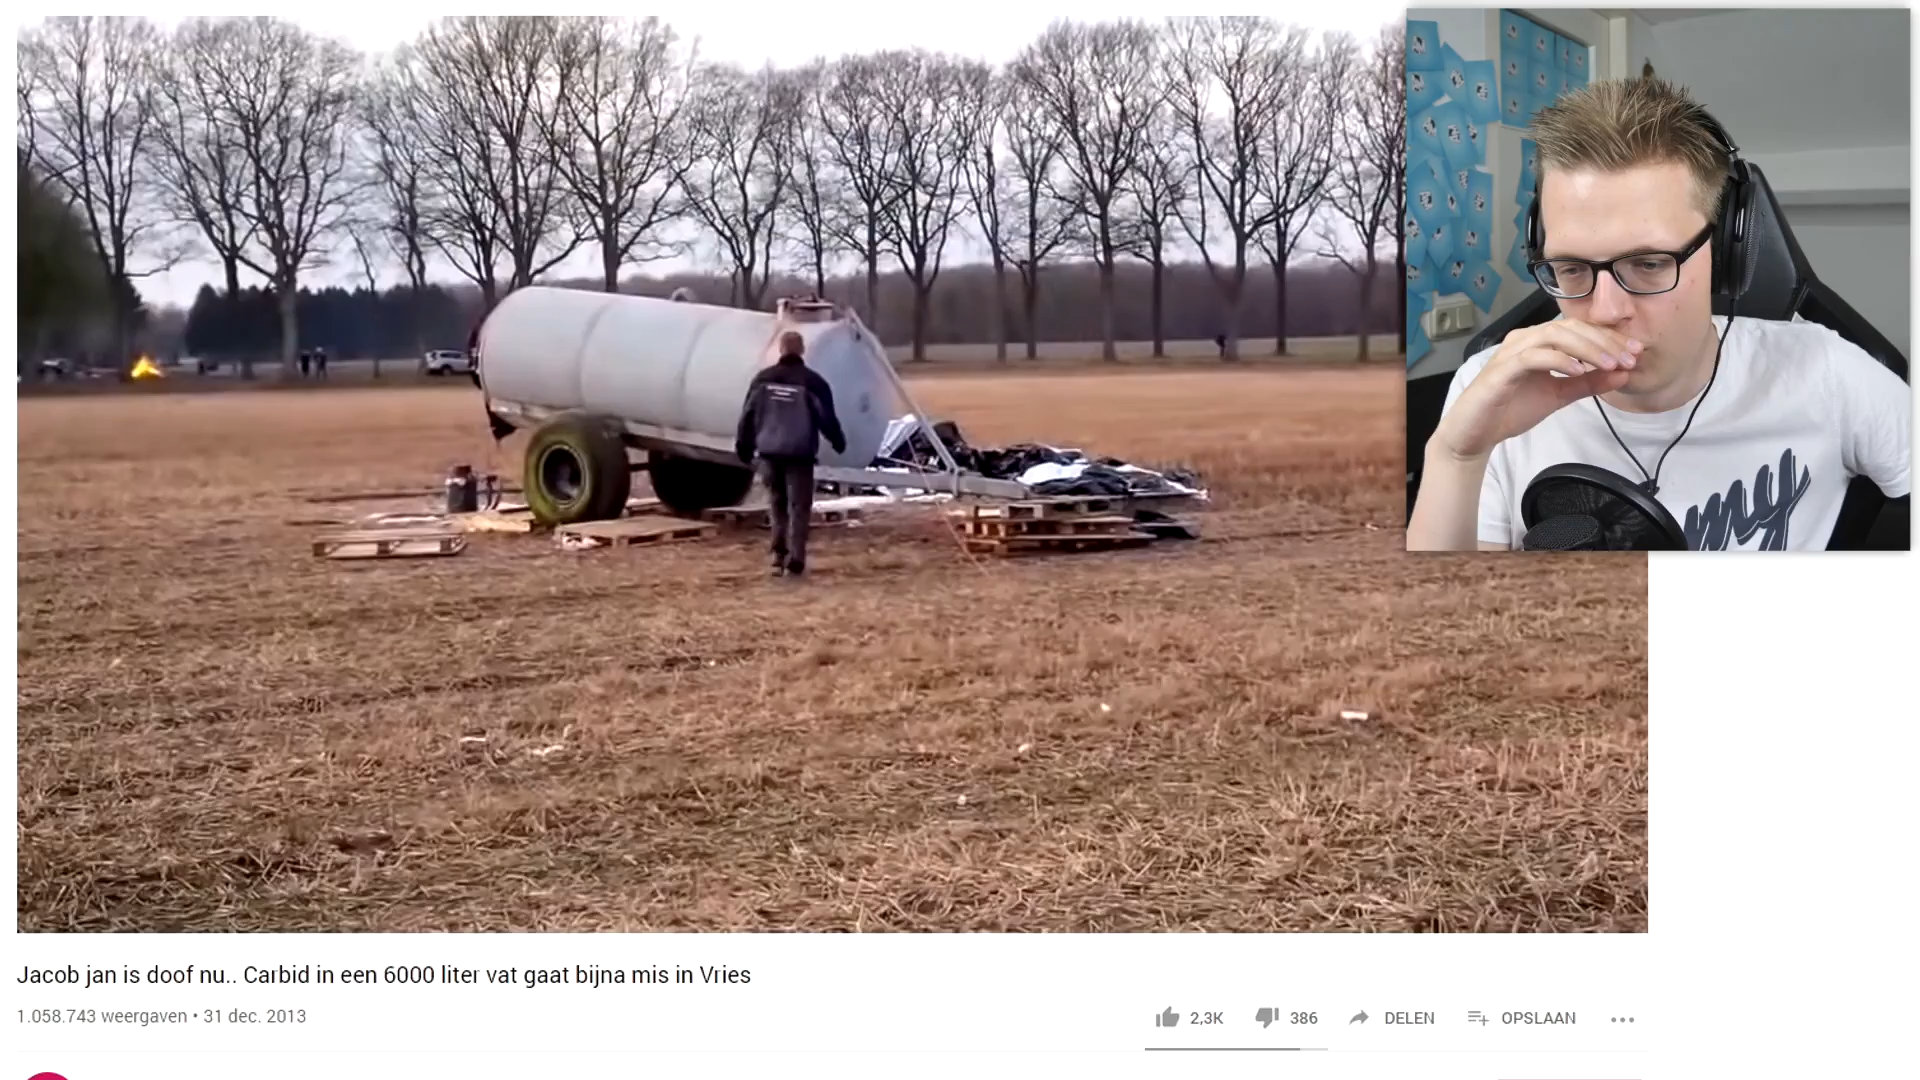 my
Jacob jan is doof nu.. Carbid in een 6000 liter vat gaat bijna mis in Vries
1.058.743 weergaven • 31 dec. 2013
2,3K 386 DELEN OPSLAAN